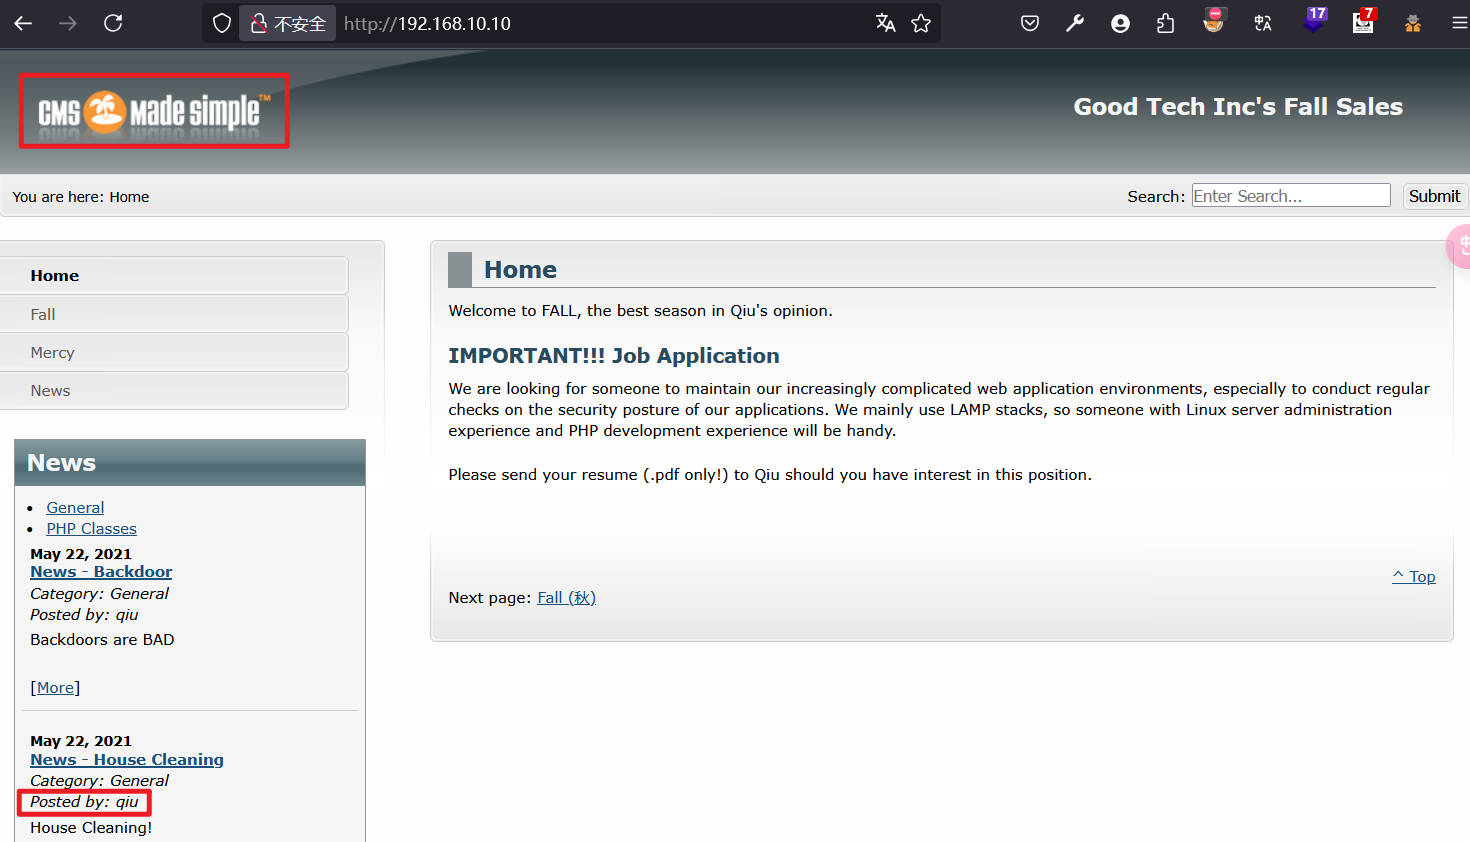 不安全
http://192.168.10.10
17
7
CMS Made Simple™
Good Tech Inc's Fall Sales
You are here: Home
Search:
Enter Search...
Submit
Home
Fall
Mercy
News
Home
Welcome to FALL, the best season in Qiu's opinion.
IMPORTANT!!! Job Application
We are looking for someone to maintain our increasingly complicated web application environments, especially to conduct regular
checks on the security posture of our applications. We mainly use LAMP stacks, so someone with Linux server administration
experience and PHP development experience will be handy.
Please send your resume (.pdf only!) to Qiu should you have interest in this position.
^ Top
Next page: Fall (秋)
News
General
PHP Classes
May 22, 2021
News - Backdoor
Category: General
Posted by: qiu
Backdoors are BAD
[More]
May 22, 2021
News - House Cleaning
Category: General
Posted by: qiu
House Cleaning!